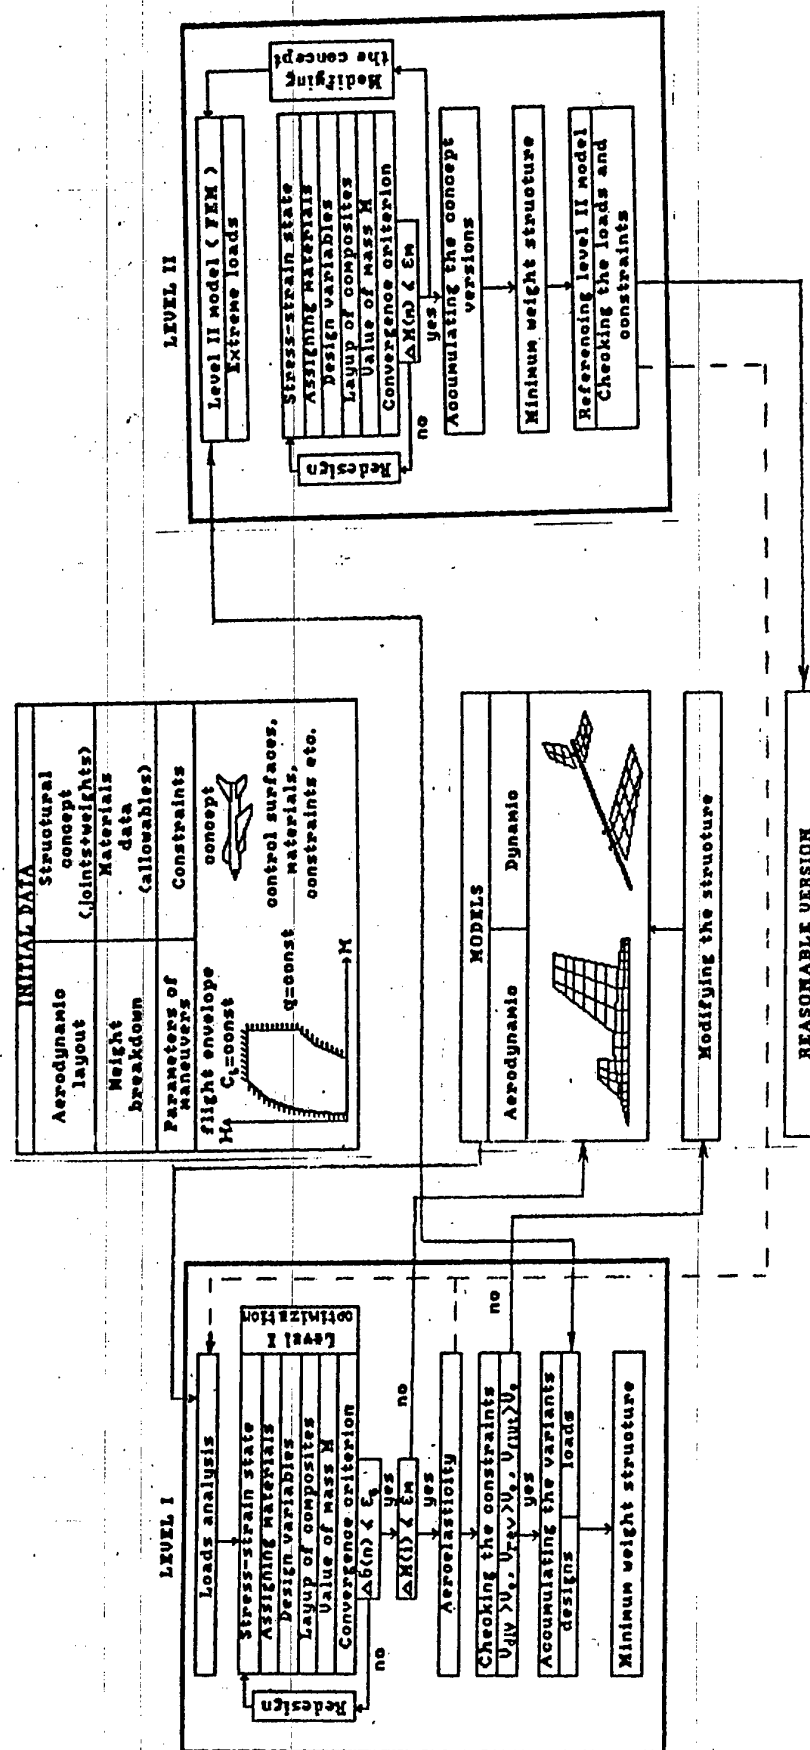 LEVEL I
Loads analysis
Level I
optimization
Stress-strain state
Assigning materials
Design variables
Layup of composites
Value of mass M
Convergence criterion
Redesign
no
yes
no
yes
Aeroelasticity
Checking the constraints
no
yes
Accumulating the variants
designs
loads
Minimum weight structure
INITIAL DATA
Aerodynamic
layout
Structural
concept
(joints+weights)
Weight
breakdown
Materials
data
(allowables)
Parameters of
maneuvers
Constraints
flight envelope
concept
q=const
M
control surfaces,
materials,
constraints etc.
MODELS
Aerodynamic
Dynamic
Modifying the structure
REASONABLE VERSION
LEVEL II
Level II model ( FEM )
Extreme loads
Modifying
the concept
Stress-strain state
Assigning materials
Design variables
Layup of composites
Value of mass M
Convergence criterion
Redesign
no
yes
Accumulating the concept
versions
Minimum weight structure
Referencing level II model
Checking the loads and
constraints